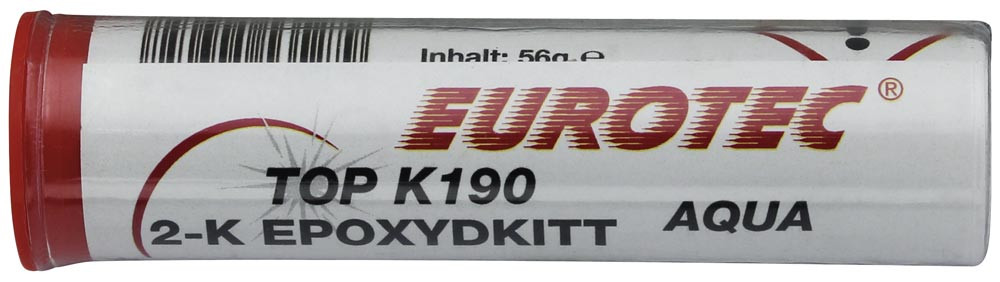 Inhalt: 56g ℮
EUROTEC®
TOP K190
2-K EPOXYDKITT
AQUA